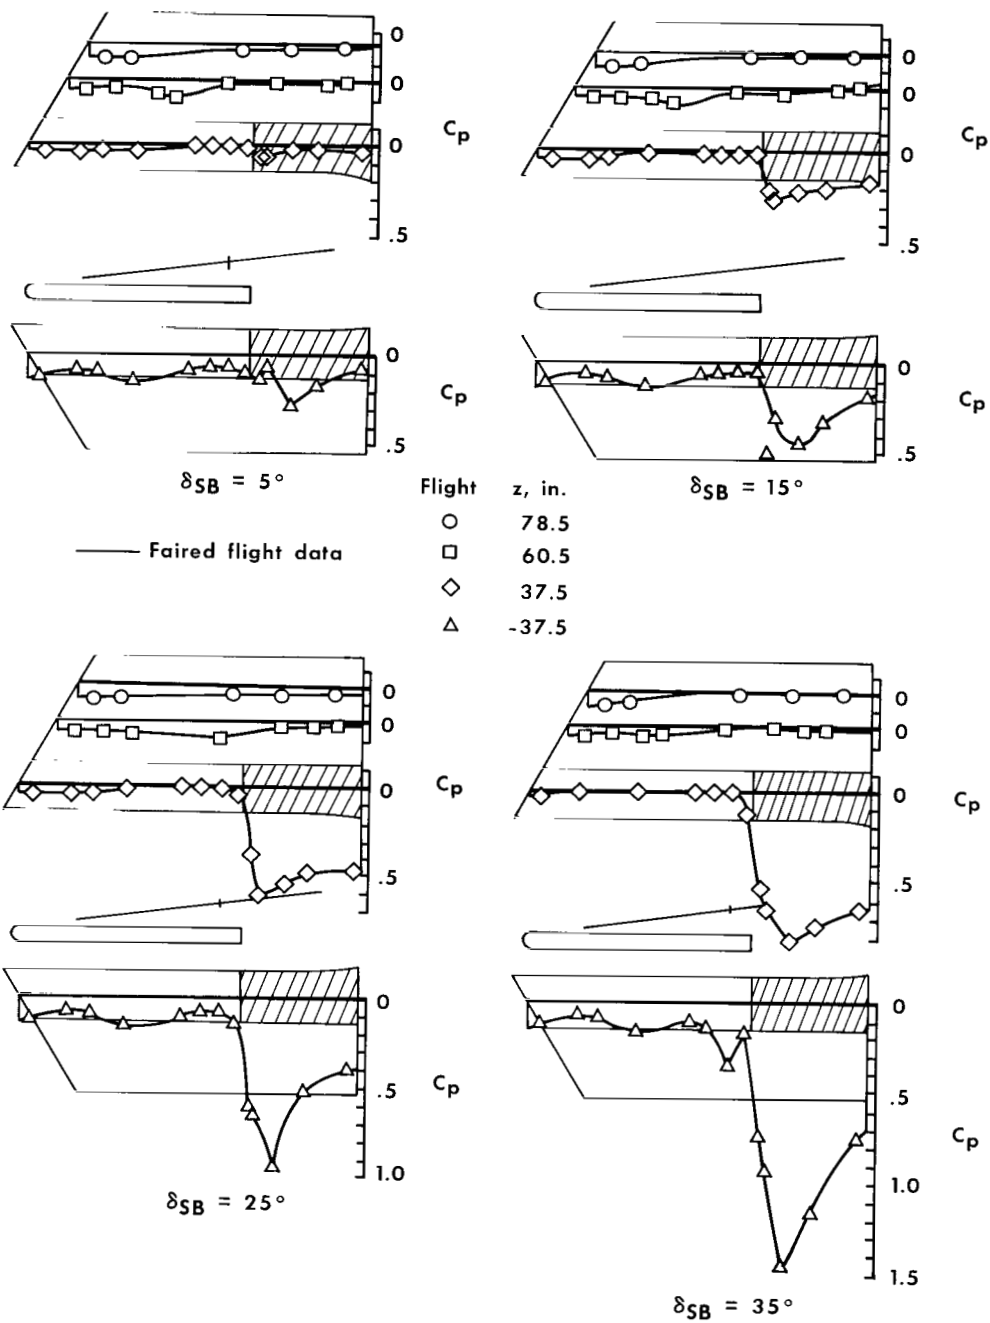 0
0
Cp
0
.5
0
Cp
.5
δSB = 5°
0
0
Cp
0
.5
0
Cp
.5
δSB = 15°
Flight z, in.
○ 78.5
□ 60.5
◇ 37.5
△ -37.5
Faired flight data
0
0
Cp
0
.5
0
.5
Cp
1.0
δSB = 25°
0
0
0
Cp
.5
0
.5
Cp
1.0
1.5
δSB = 35°